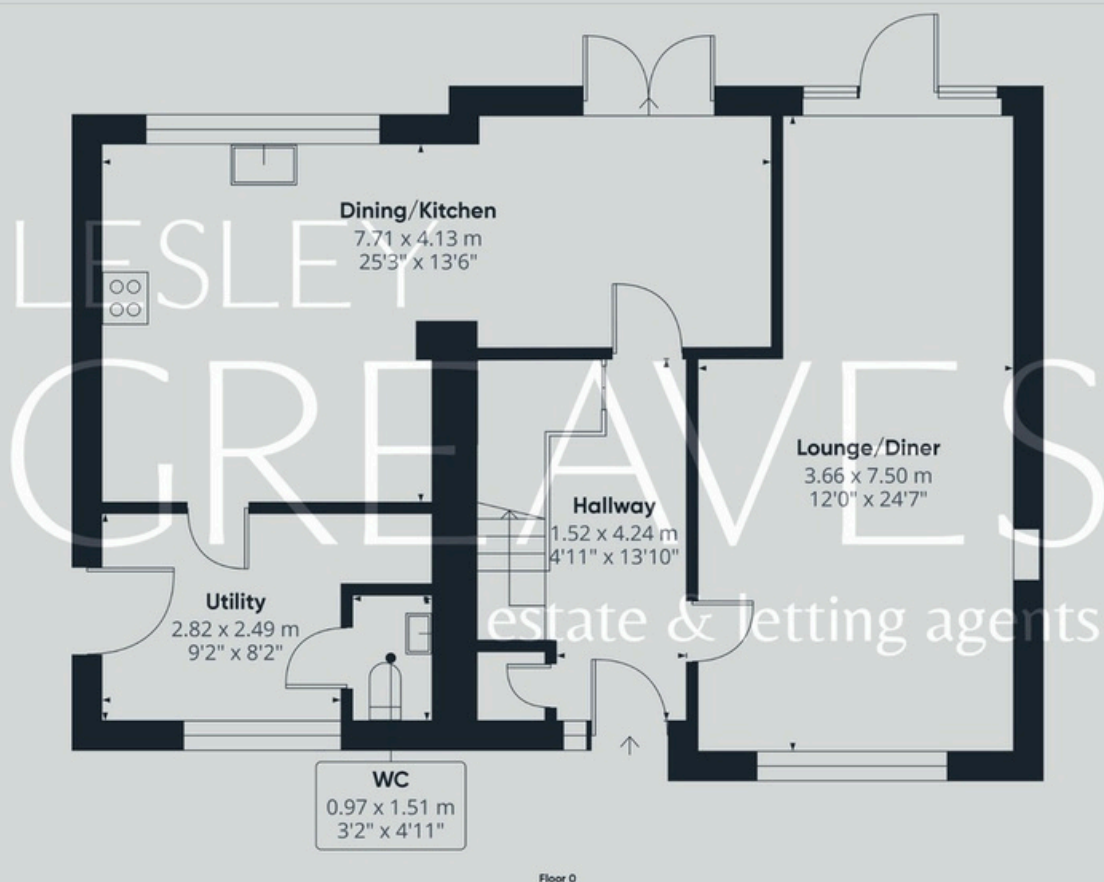 Dining/Kitchen
7.71 x 4.13 m
25'3" x 13'6"
LESLEY
GREAVES
estate & letting agents
Lounge/Diner
3.66 x 7.50 m
12'0" x 24'7"
Hallway
1.52 x 4.24 m
4'11" x 13'10"
Utility
2.82 x 2.49 m
9'2" x 8'2"
WC
0.97 x 1.51 m
3'2" x 4'11"
Floor 0